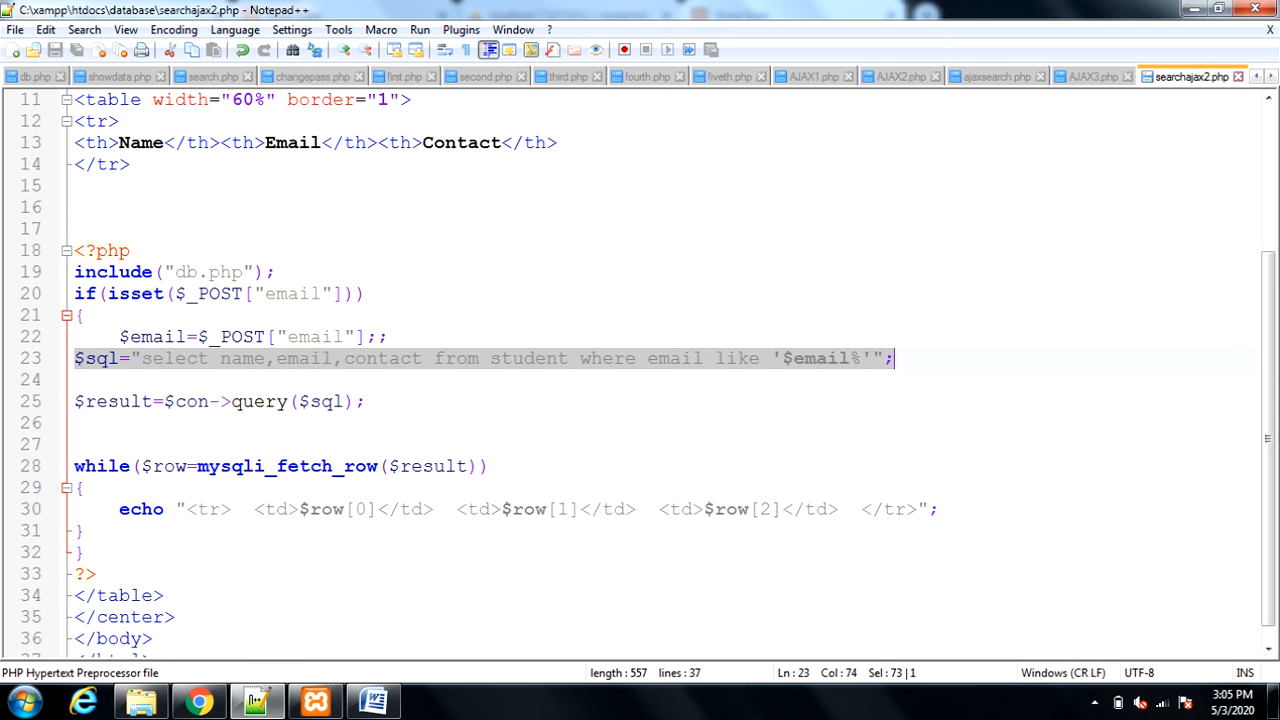 C:\xampp\htdocs\database\searchajax2.php - Notepad++
File Edit Search View Encoding Language Settings Tools Macro Run Plugins Window ? X
db.php showdata.php search.php changepass.php first.php second.php third.php fourth.php fiveth.php AJAX1.php AJAX2.php ajaxsearch.php AJAX3.php searchajax2.php
11 <table width="60%" border="1">
12 <tr>
13 <th>Name</th><th>Email</th><th>Contact</th>
14 </tr>
15
16
17
18 <?php
19 include("db.php");
20 if(isset($_POST["email"]))
21 {
22 $email=$_POST["email"];;
23 $sql="select name,email,contact from student where email like '$email%'";
24
25 $result=$con->query($sql);
26
27
28 while($row=mysqli_fetch_row($result))
29 {
30 echo "<tr> <td>$row[0]</td> <td>$row[1]</td> <td>$row[2]</td> </tr>";
31 }
32 }
33 ?>
34 </table>
35 </center>
36 </body>
37 </html>
PHP Hypertext Preprocessor file length : 557 lines : 37 Ln : 23 Col : 74 Sel : 73 | 1 Windows (CR LF) UTF-8 INS
3:05 PM
5/3/2020